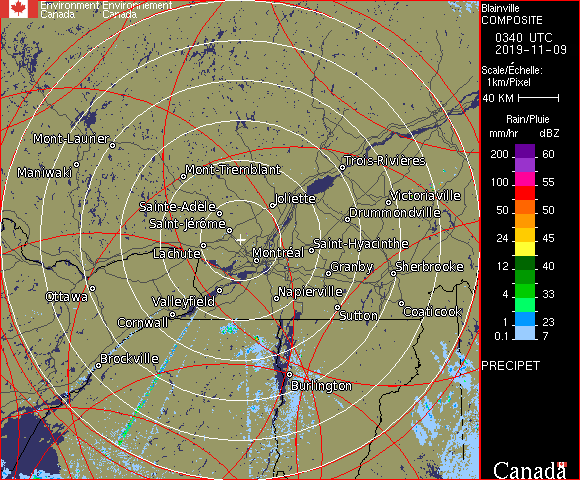 Environment Environnement
Canada Canada
Blainville
COMPOSITE
0340 UTC
2019-11-09
Scale/Échelle:
1km/Pixel
40 KM
Rain/Pluie
mm/hr dBZ
200 60
100 55
50 50
24 45
12 40
4 33
1 23
0.1 7
PRECIPET
Mont-Laurier
Maniwaki
Mont-Tremblant
Trois-Rivières
Joliette
Victoriaville
Sainte-Adele
Drummondville
Saint-Jérôme
Lachute
Montréal
Saint-Hyacinthe
Granby
Sherbrooke
Ottawa
Valleyfield
Napierville
Cornwall
Sutton
Coaticook
Brockville
Burlington
Canada